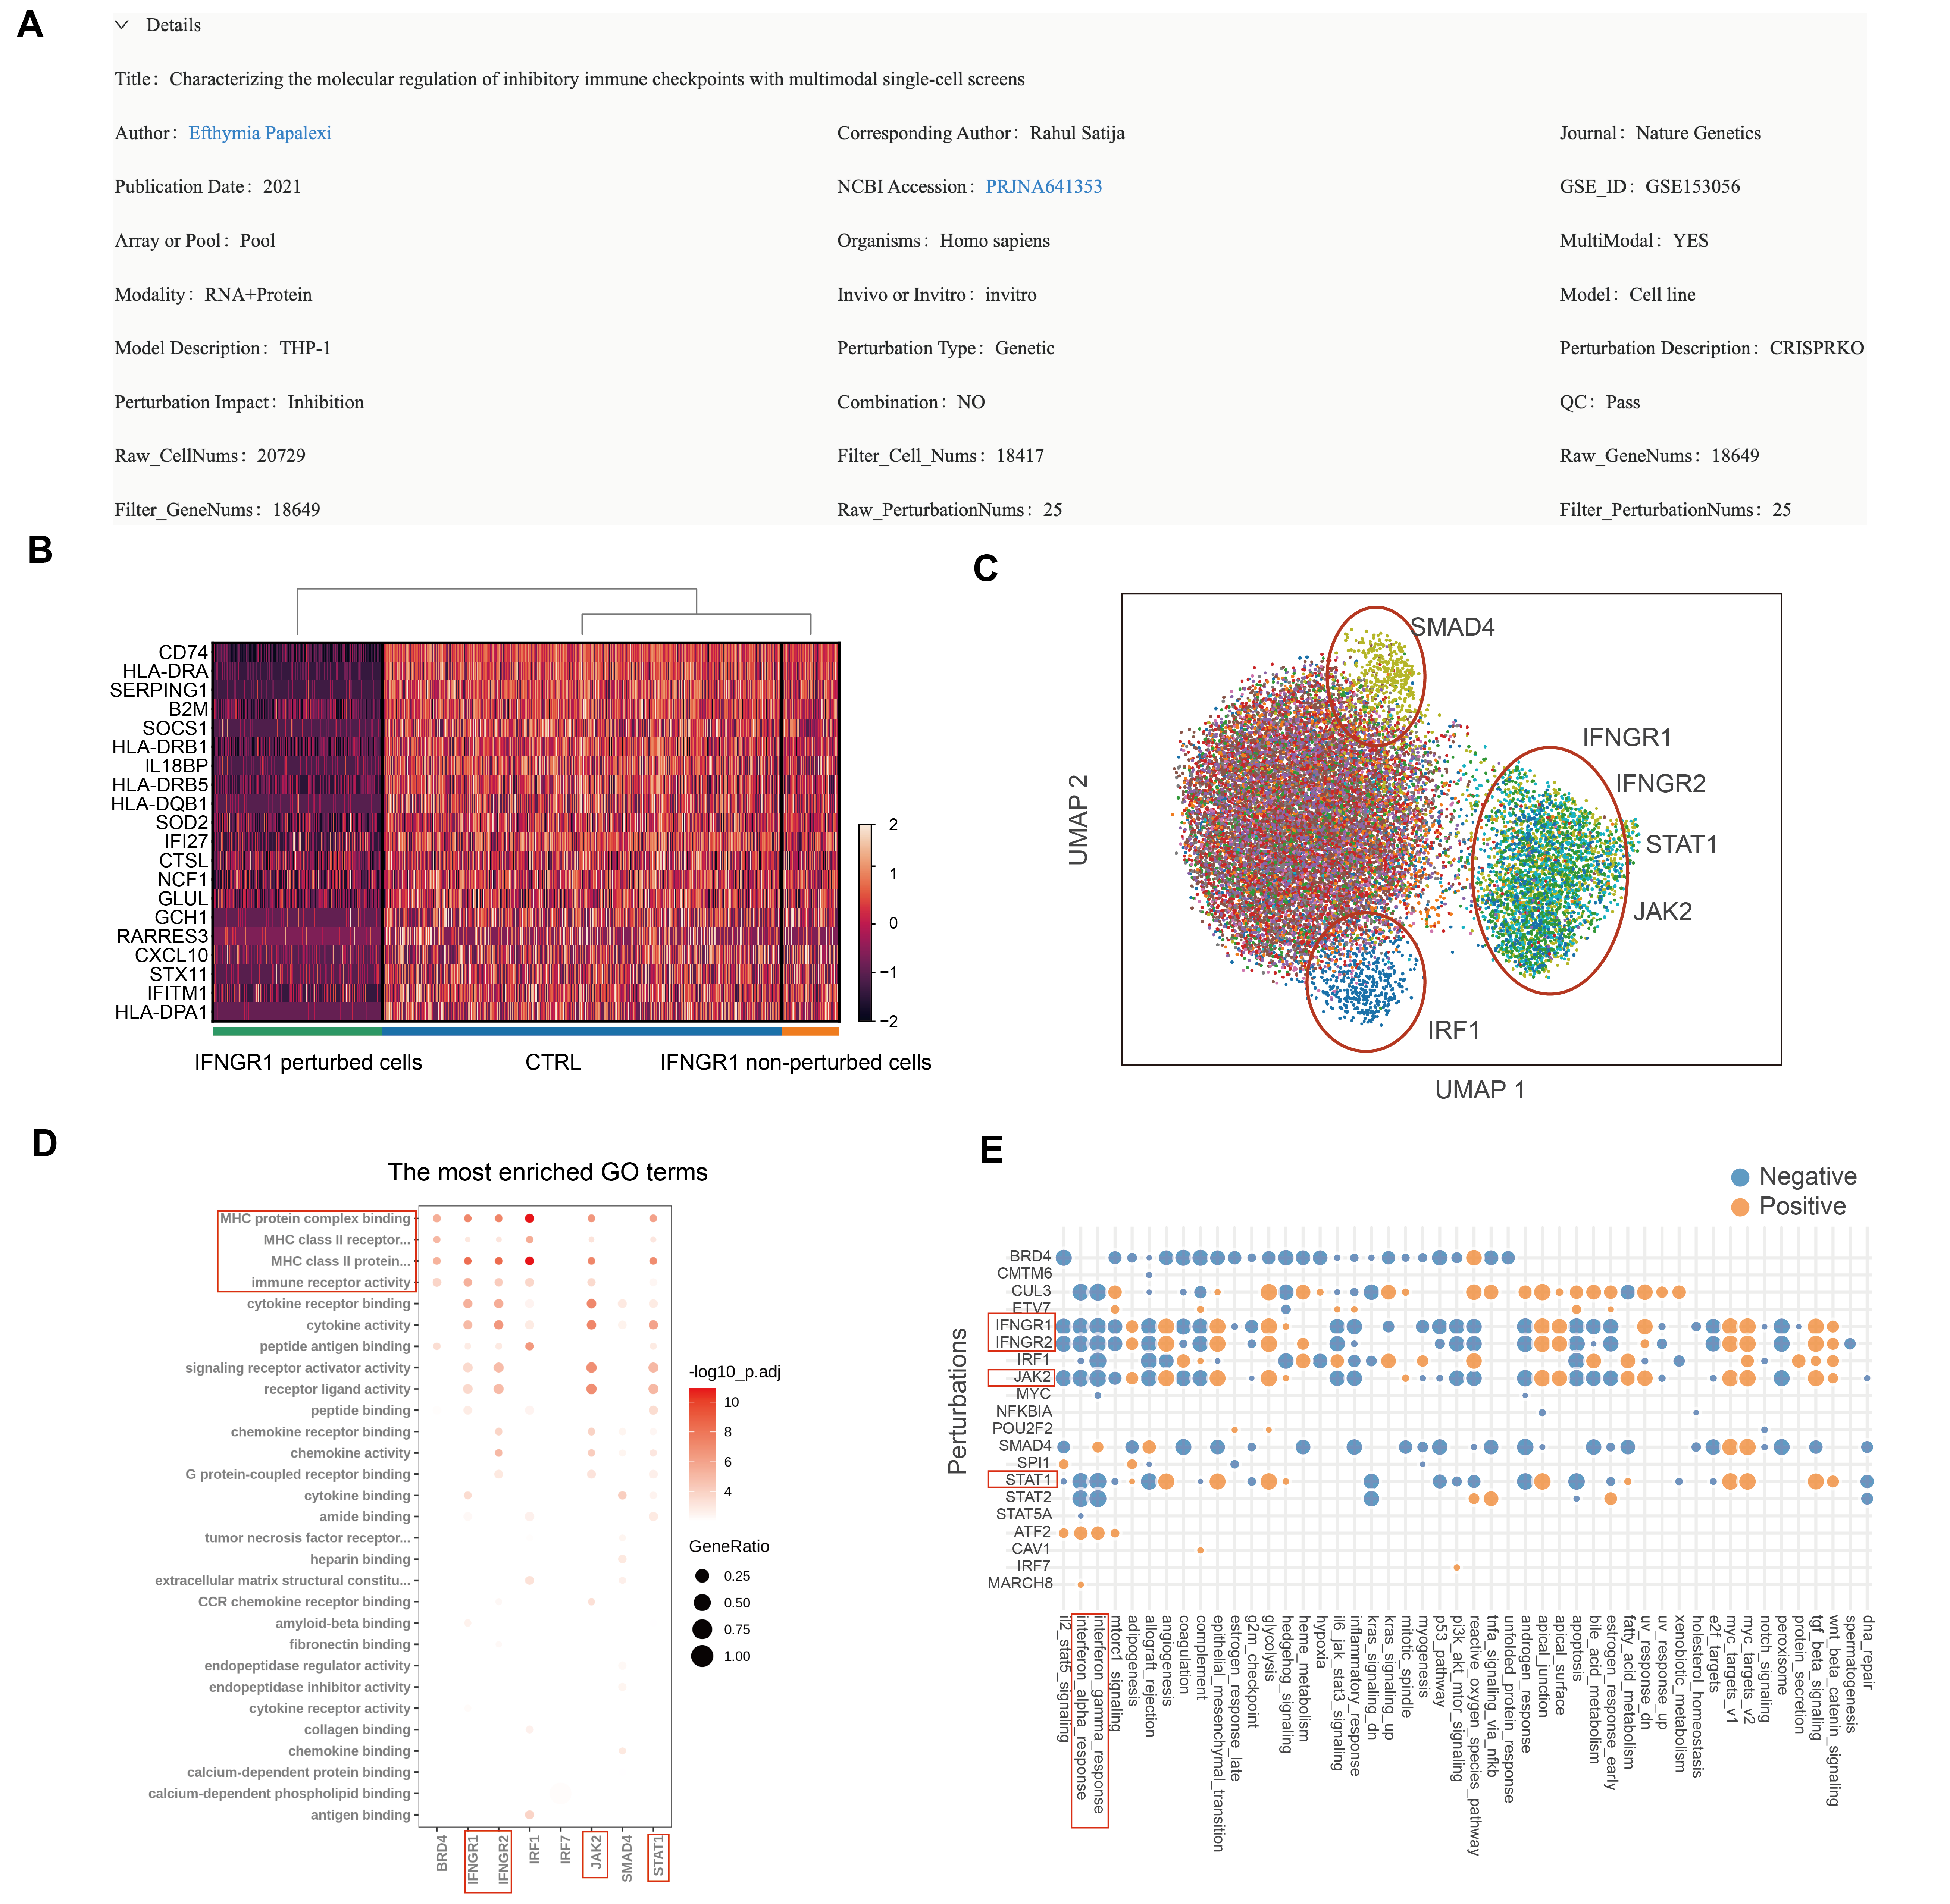 A
Details
Title: Characterizing the molecular regulation of inhibitory immune checkpoints with multimodal single-cell screens
Author: Efthymia Papalexi
Corresponding Author: Rahul Satija
Journal: Nature Genetics
Publication Date: 2021
NCBI Accession: PRJNA641353
GSE_ID: GSE153056
Array or Pool: Pool
Organisms: Homo sapiens
MultiModal: YES
Modality: RNA+Protein
Invivo or Invitro: invitro
Model: Cell line
Model Description: THP-1
Perturbation Type: Genetic
Perturbation Description: CRISPRKO
Perturbation Impact: Inhibition
Combination: NO
QC: Pass
Raw_CellNums: 20729
Filter_Cell_Nums: 18417
Raw_GeneNums: 18649
Filter_GeneNums: 18649
Raw_PerturbationNums: 25
Filter_PerturbationNums: 25
B
CD74
HLA-DRA
SERPING1
B2M
SOCS1
HLA-DRB1
IL18BP
HLA-DRB5
HLA-DQB1
SOD2
IFI27
CTSL
NCF1
GLUL
GCH1
RARRES3
CXCL10
STX11
IFITM1
HLA-DPA1
2
1
0
−1
−2
IFNGR1 perturbed cells
CTRL
IFNGR1 non-perturbed cells
C
SMAD4
IFNGR1
IFNGR2
STAT1
JAK2
IRF1
UMAP 2
UMAP 1
D
The most enriched GO terms
MHC protein complex binding
MHC class II receptor...
MHC class II protein...
immune receptor activity
cytokine receptor binding
cytokine activity
peptide antigen binding
signaling receptor activator activity
receptor ligand activity
peptide binding
chemokine receptor binding
chemokine activity
G protein-coupled receptor binding
cytokine binding
amide binding
tumor necrosis factor receptor...
heparin binding
extracellular matrix structural constitu...
CCR chemokine receptor binding
amyloid-beta binding
fibronectin binding
endopeptidase regulator activity
endopeptidase inhibitor activity
cytokine receptor activity
collagen binding
chemokine binding
calcium-dependent protein binding
calcium-dependent phospholipid binding
antigen binding
BRD4
IFNGR1
IFNGR2
IRF1
IRF7
JAK2
SMAD4
STAT1
-log10_p.adj
10
8
6
4
GeneRatio
0.25
0.50
0.75
1.00
E
Negative
Positive
Perturbations
BRD4
CMTM6
CUL3
ETV7
IFNGR1
IFNGR2
IRF1
JAK2
MYC
NFKBIA
POU2F2
SMAD4
SPI1
STAT1
STAT2
STAT5A
ATF2
CAV1
IRF7
MARCH8
il2_stat5_signaling
interferon_alpha_response
interferon_gamma_response
mtorc1_signaling
adipogenesis
allograft_rejection
angiogenesis
coagulation
complement
epithelial_mesenchymal_transition
estrogen_response_late
g2m_checkpoint
glycolysis
hedgehog_signaling
heme_metabolism
hypoxia
il6_jak_stat3_signaling
inflammatory_response
kras_signaling_dn
kras_signaling_up
mitotic_spindle
myogenesis
p53_pathway
pi3k_akt_mtor_signaling
reactive_oxygen_species_pathway
tnfa_signaling_via_nfkb
unfolded_protein_response
androgen_response
apical_junction
apical_surface
apoptosis
bile_acid_metabolism
estrogen_response_early
fatty_acid_metabolism
uv_response_dn
uv_response_up
xenobiotic_metabolism
holesterol_homeostasis
e2f_targets
myc_targets_v1
myc_targets_v2
notch_signaling
peroxisome
protein_secretion
tgf_beta_signaling
wnt_beta_catenin_signaling
spermatogenesis
dna_repair